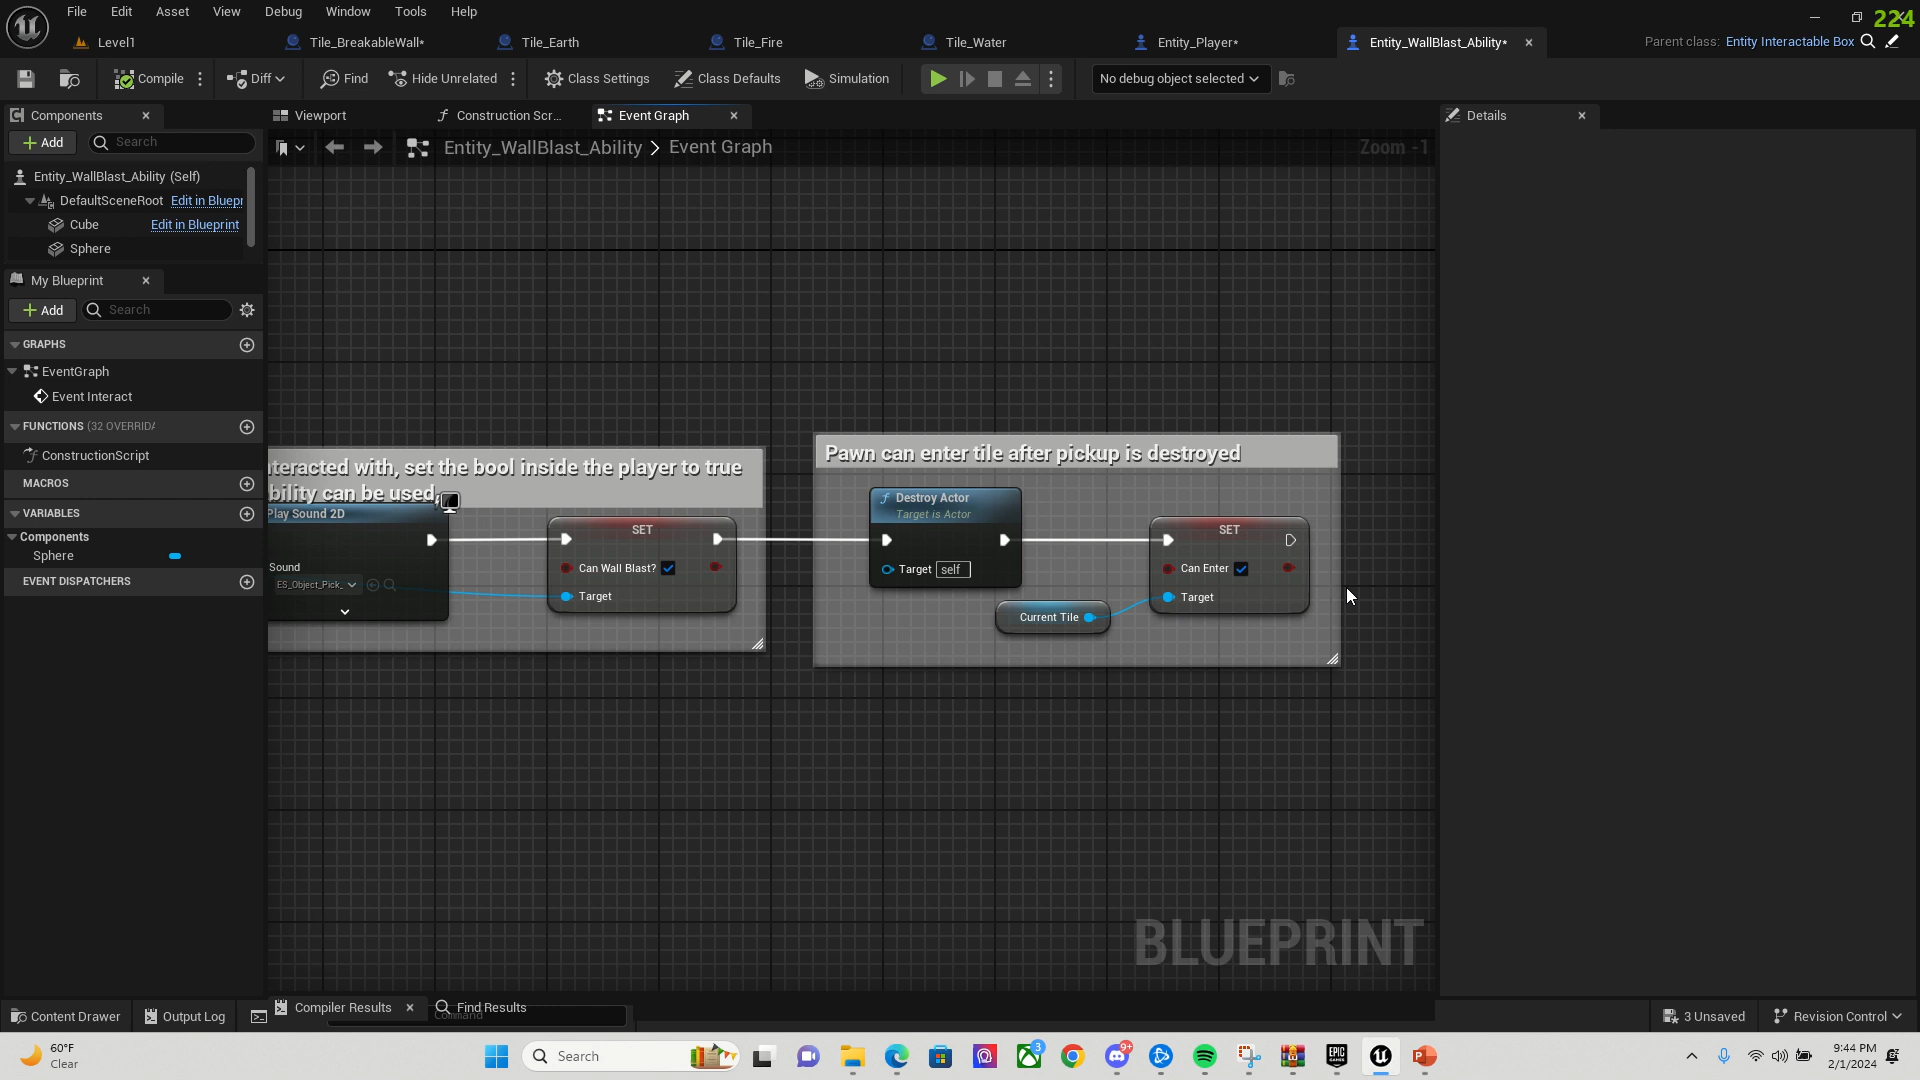 File Edit Asset View Debug Window Tools Help
224
Level1 Tile_BreakableWall* Tile_Earth Tile_Fire Tile_Water Entity_Player* Entity_WallBlast_Ability* Parent class: Entity Interactable Box
Compile Diff Find Hide Unrelated Class Settings Class Defaults Simulation No debug object selected
Components Viewport Construction Scr... Event Graph Details
Add Search
Entity_WallBlast_Ability > Event Graph Zoom -1
Entity_WallBlast_Ability (Self)
DefaultSceneRoot Edit in Bluepr
Cube Edit in Blueprint
Sphere
My Blueprint
Add Search
GRAPHS
EventGraph
Event Interact
FUNCTIONS (32 OVERRIDA
ConstructionScript
MACROS
VARIABLES
Components
Sphere
EVENT DISPATCHERS
nteracted with, set the bool inside the player to true
bility can be used,
Play Sound 2D
Sound
ES_Object_Pick_
SET
Can Wall Blast?
Target
Pawn can enter tile after pickup is destroyed
Destroy Actor
Target is Actor
Target self
Current Tile
SET
Can Enter
Target
BLUEPRINT
Compiler Results Find Results
Content Drawer Output Log Command 3 Unsaved Revision Control
60°F
Clear
Search
3
9+
9:44 PM
2/1/2024